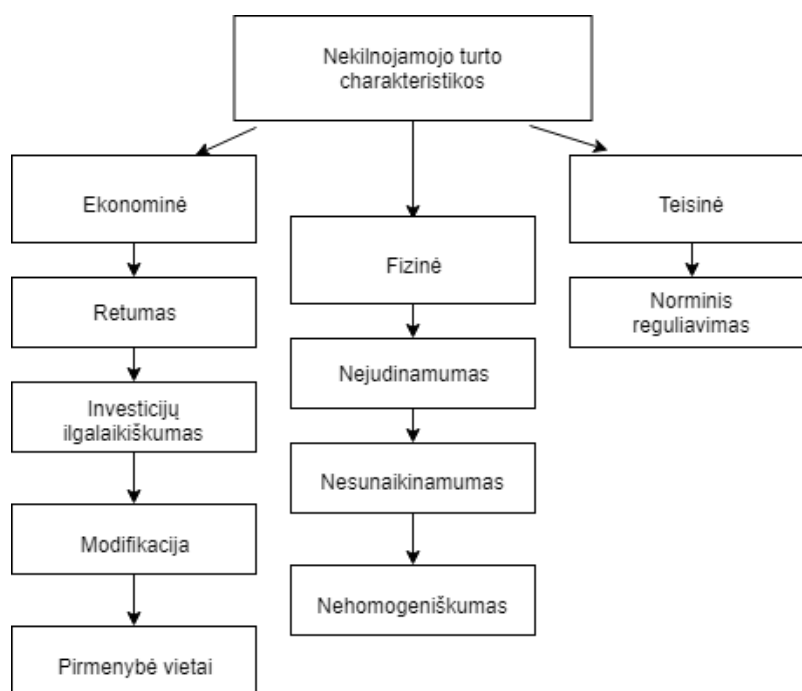 Nekilnojamojo turto
charakteristikos
Ekonominė
Retumas
Investicijų
ilgalaikiškumas
Modifikacija
Pirmenybė vietai
Fizinė
Nejudinamumas
Nesunaikinamumas
Nehomogeniškumas
Teisinė
Norminis
reguliavimas